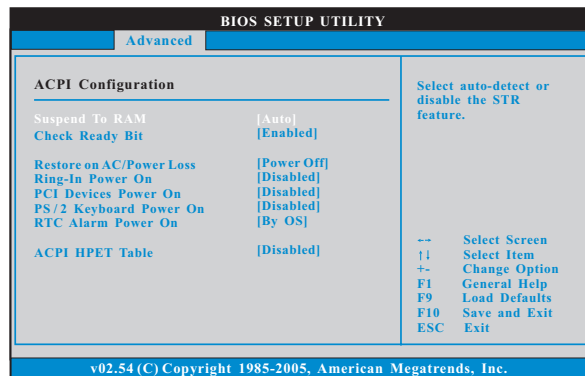 BIOS SETUP UTILITY
Advanced
ACPI Configuration
Suspend To RAM [Auto]
Check Ready Bit [Enabled]
Restore on AC/Power Loss [Power Off]
Ring-In Power On [Disabled]
PCI Devices Power On [Disabled]
PS/2 Keyboard Power On [Disabled]
RTC Alarm Power On [By OS]
ACPI HPET Table [Disabled]
Select auto-detect or
disable the STR
feature.
←→ Select Screen
↑↓ Select Item
+- Change Option
F1 General Help
F9 Load Defaults
F10 Save and Exit
ESC Exit
v02.54 (C) Copyright 1985-2005, American Megatrends, Inc.